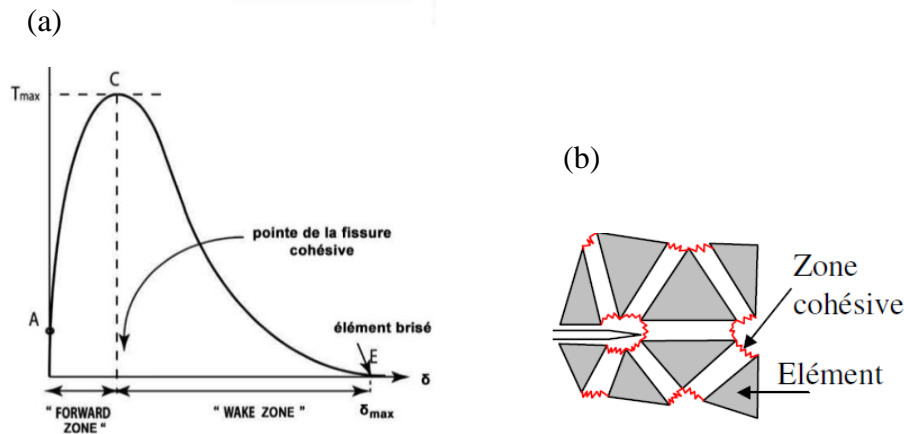 (a)
C
Tmax
pointe de la fissure
cohésive
A
élément brisé
E
δ
δmax
" FORWARD
ZONE "
" WAKE ZONE "
(b)
Zone
cohésive
Elément